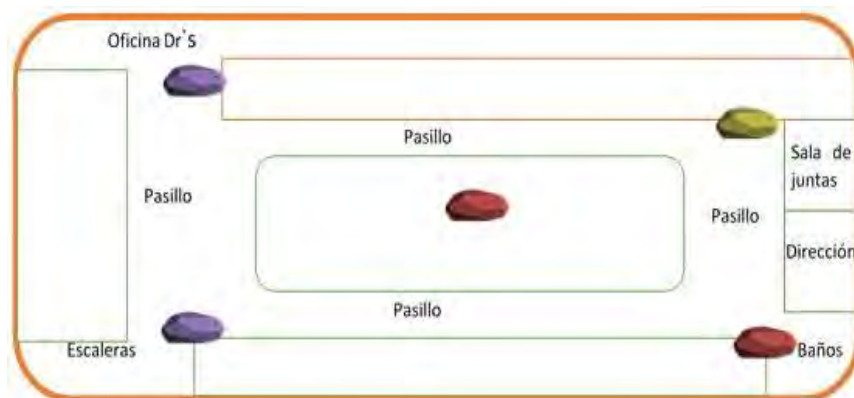 Oficina Dr´s
Pasillo
Sala de
juntas
Pasillo
Pasillo
Dirección
Pasillo
Escaleras
Baños